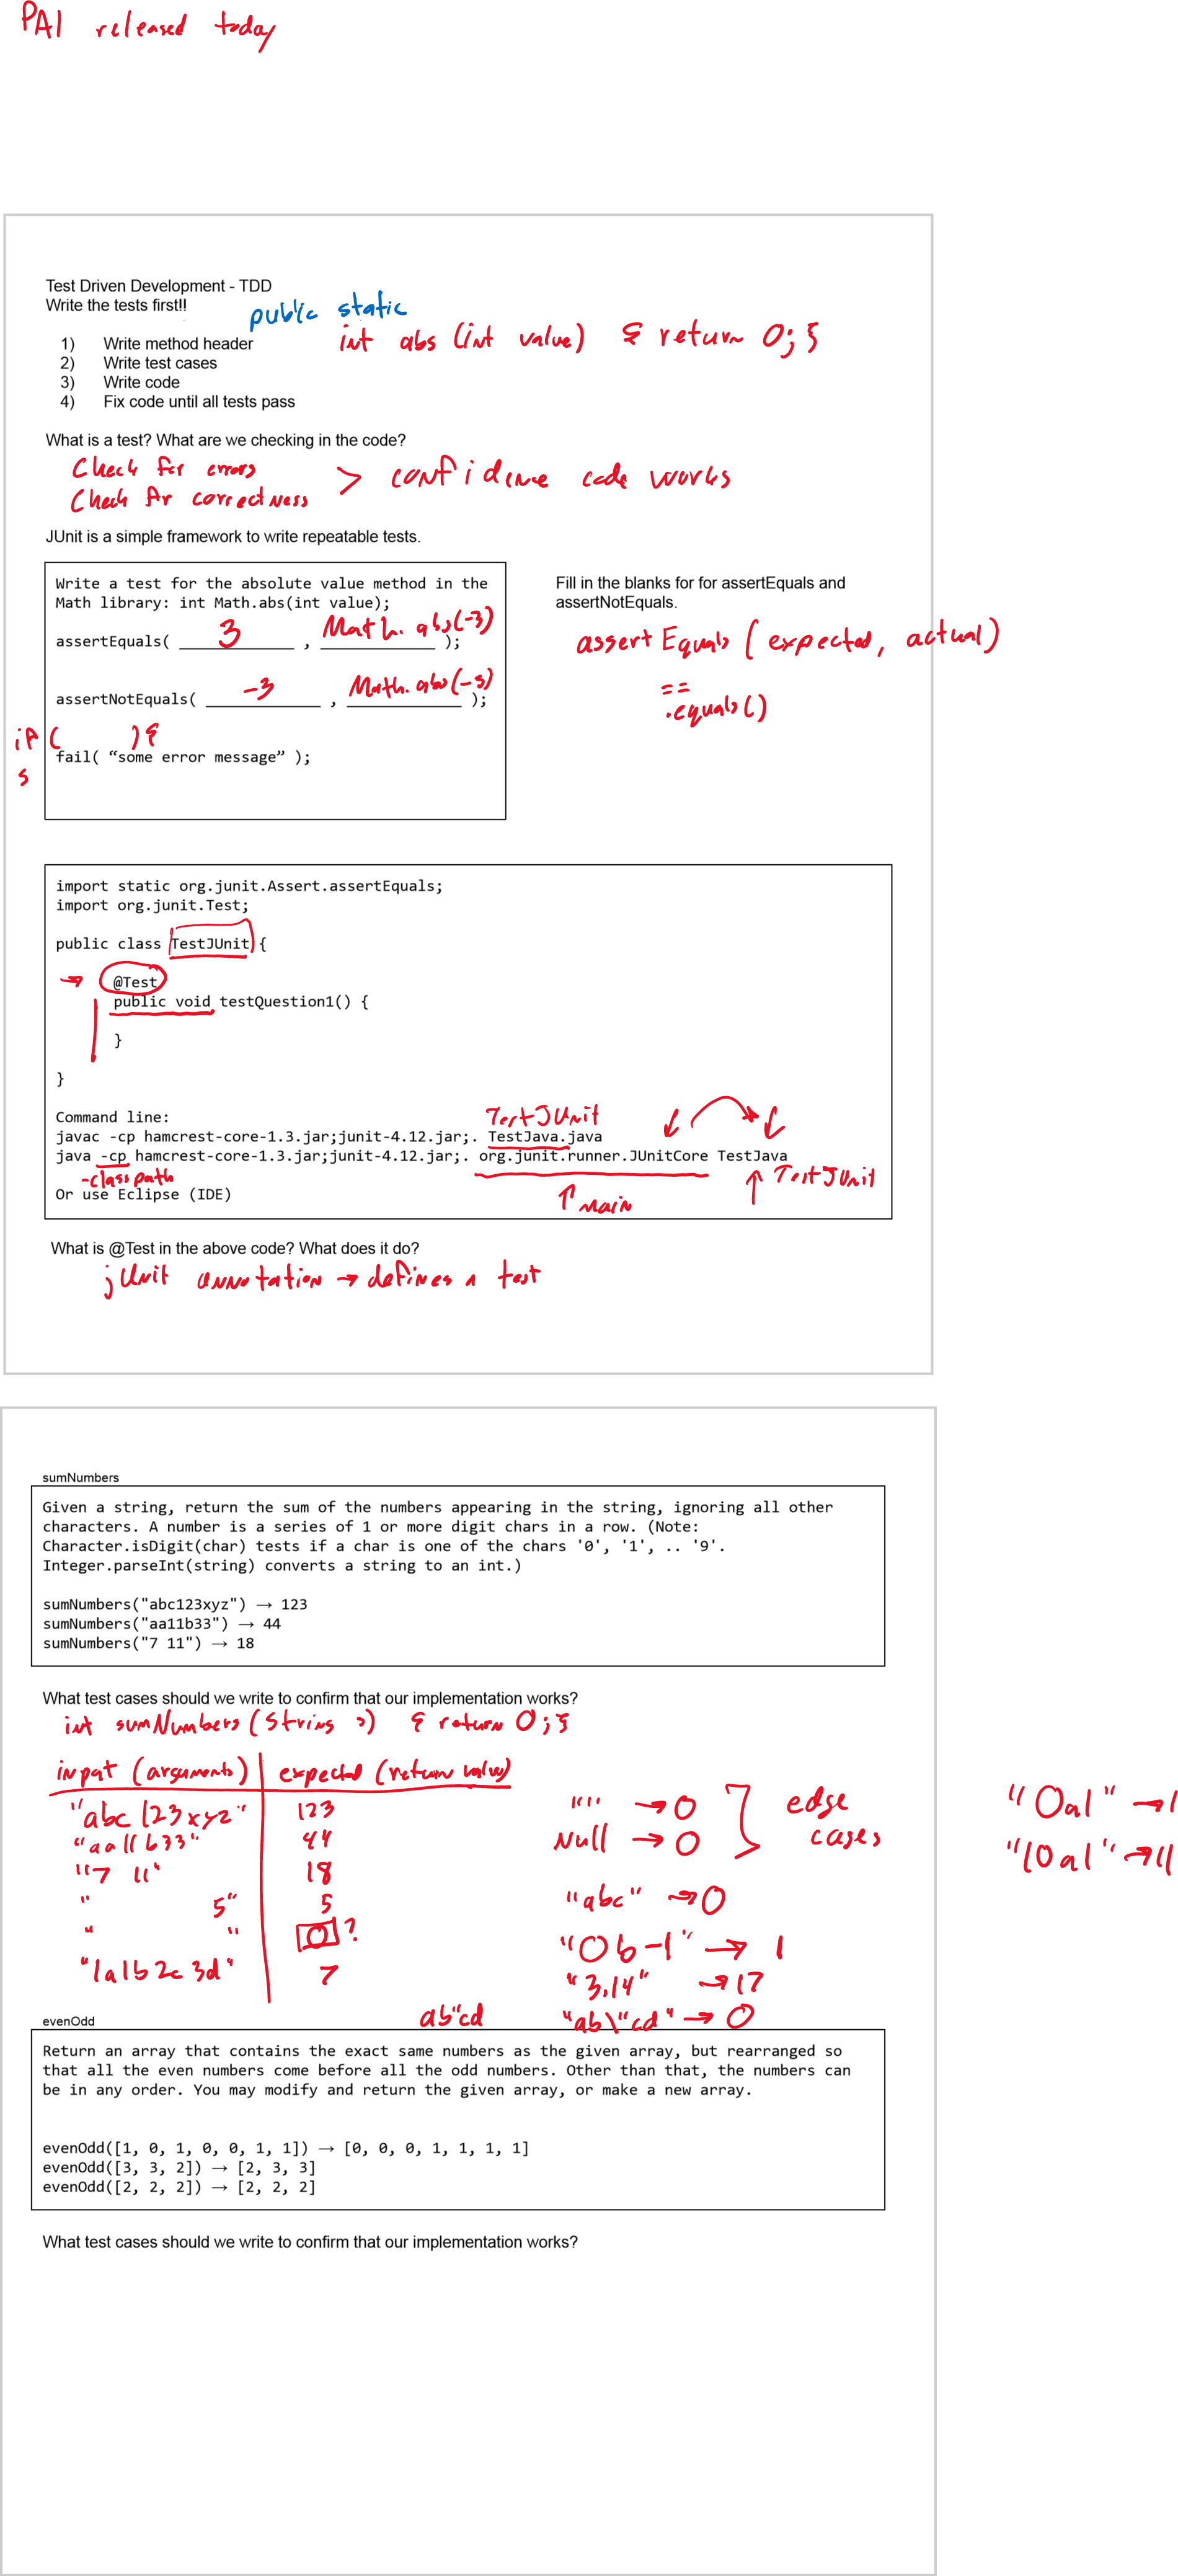 PA1 released today
Test Driven Development - TDD
Write the tests first!!
public static
1) Write method header
int abs (int value) { return 0; }
2) Write test cases
3) Write code
4) Fix code until all tests pass
What is a test? What are we checking in the code?
Check for errors
Check for correctness
> confidence code works
JUnit is a simple framework to write repeatable tests.
Write a test for the absolute value method in the
Math library: int Math.abs(int value);
assertEquals( 3 , Math.abs(-3) );
assertNotEquals( -3 , Math.abs(-3) );
if ( ) {
fail( “some error message” );
}
Fill in the blanks for for assertEquals and
assertNotEquals.
assertEquals (expected, actual)
==
.equals()
import static org.junit.Assert.assertEquals;
import org.junit.Test;
public class TestJUnit {
→ @Test
public void testQuestion1() {
}
}
Command line:
TestJUnit
javac -cp hamcrest-core-1.3.jar;junit-4.12.jar;. TestJava.java
java -cp hamcrest-core-1.3.jar;junit-4.12.jar;. org.junit.runner.JUnitCore TestJava
-classpath
↑ main
↑ TestJUnit
Or use Eclipse (IDE)
What is @Test in the above code? What does it do?
jUnit annotation → defines a test
sumNumbers
Given a string, return the sum of the numbers appearing in the string, ignoring all other
characters. A number is a series of 1 or more digit chars in a row. (Note:
Character.isDigit(char) tests if a char is one of the chars '0', '1', .. '9'.
Integer.parseInt(string) converts a string to an int.)
sumNumbers("abc123xyz") → 123
sumNumbers("aa11b33") → 44
sumNumbers("7 11") → 18
What test cases should we write to confirm that our implementation works?
int sumNumbers (String s) { return 0; }
input (arguments) expected (return value)
"abc123xyz" 123
"aa11b33" 44
"7 11" 18
" 5" 5
" " 0 ?
"1a1b2c3d" 7
"" → 0
Null → 0
edge
cases
"abc" → 0
"0b-1" → 1
"3.14" → 17
ab"cd "ab\"cd" → 0
"0a1" → 1
"10a1" → 11
evenOdd
Return an array that contains the exact same numbers as the given array, but rearranged so
that all the even numbers come before all the odd numbers. Other than that, the numbers can
be in any order. You may modify and return the given array, or make a new array.
evenOdd([1, 0, 1, 0, 0, 1, 1]) → [0, 0, 0, 1, 1, 1, 1]
evenOdd([3, 3, 2]) → [2, 3, 3]
evenOdd([2, 2, 2]) → [2, 2, 2]
What test cases should we write to confirm that our implementation works?